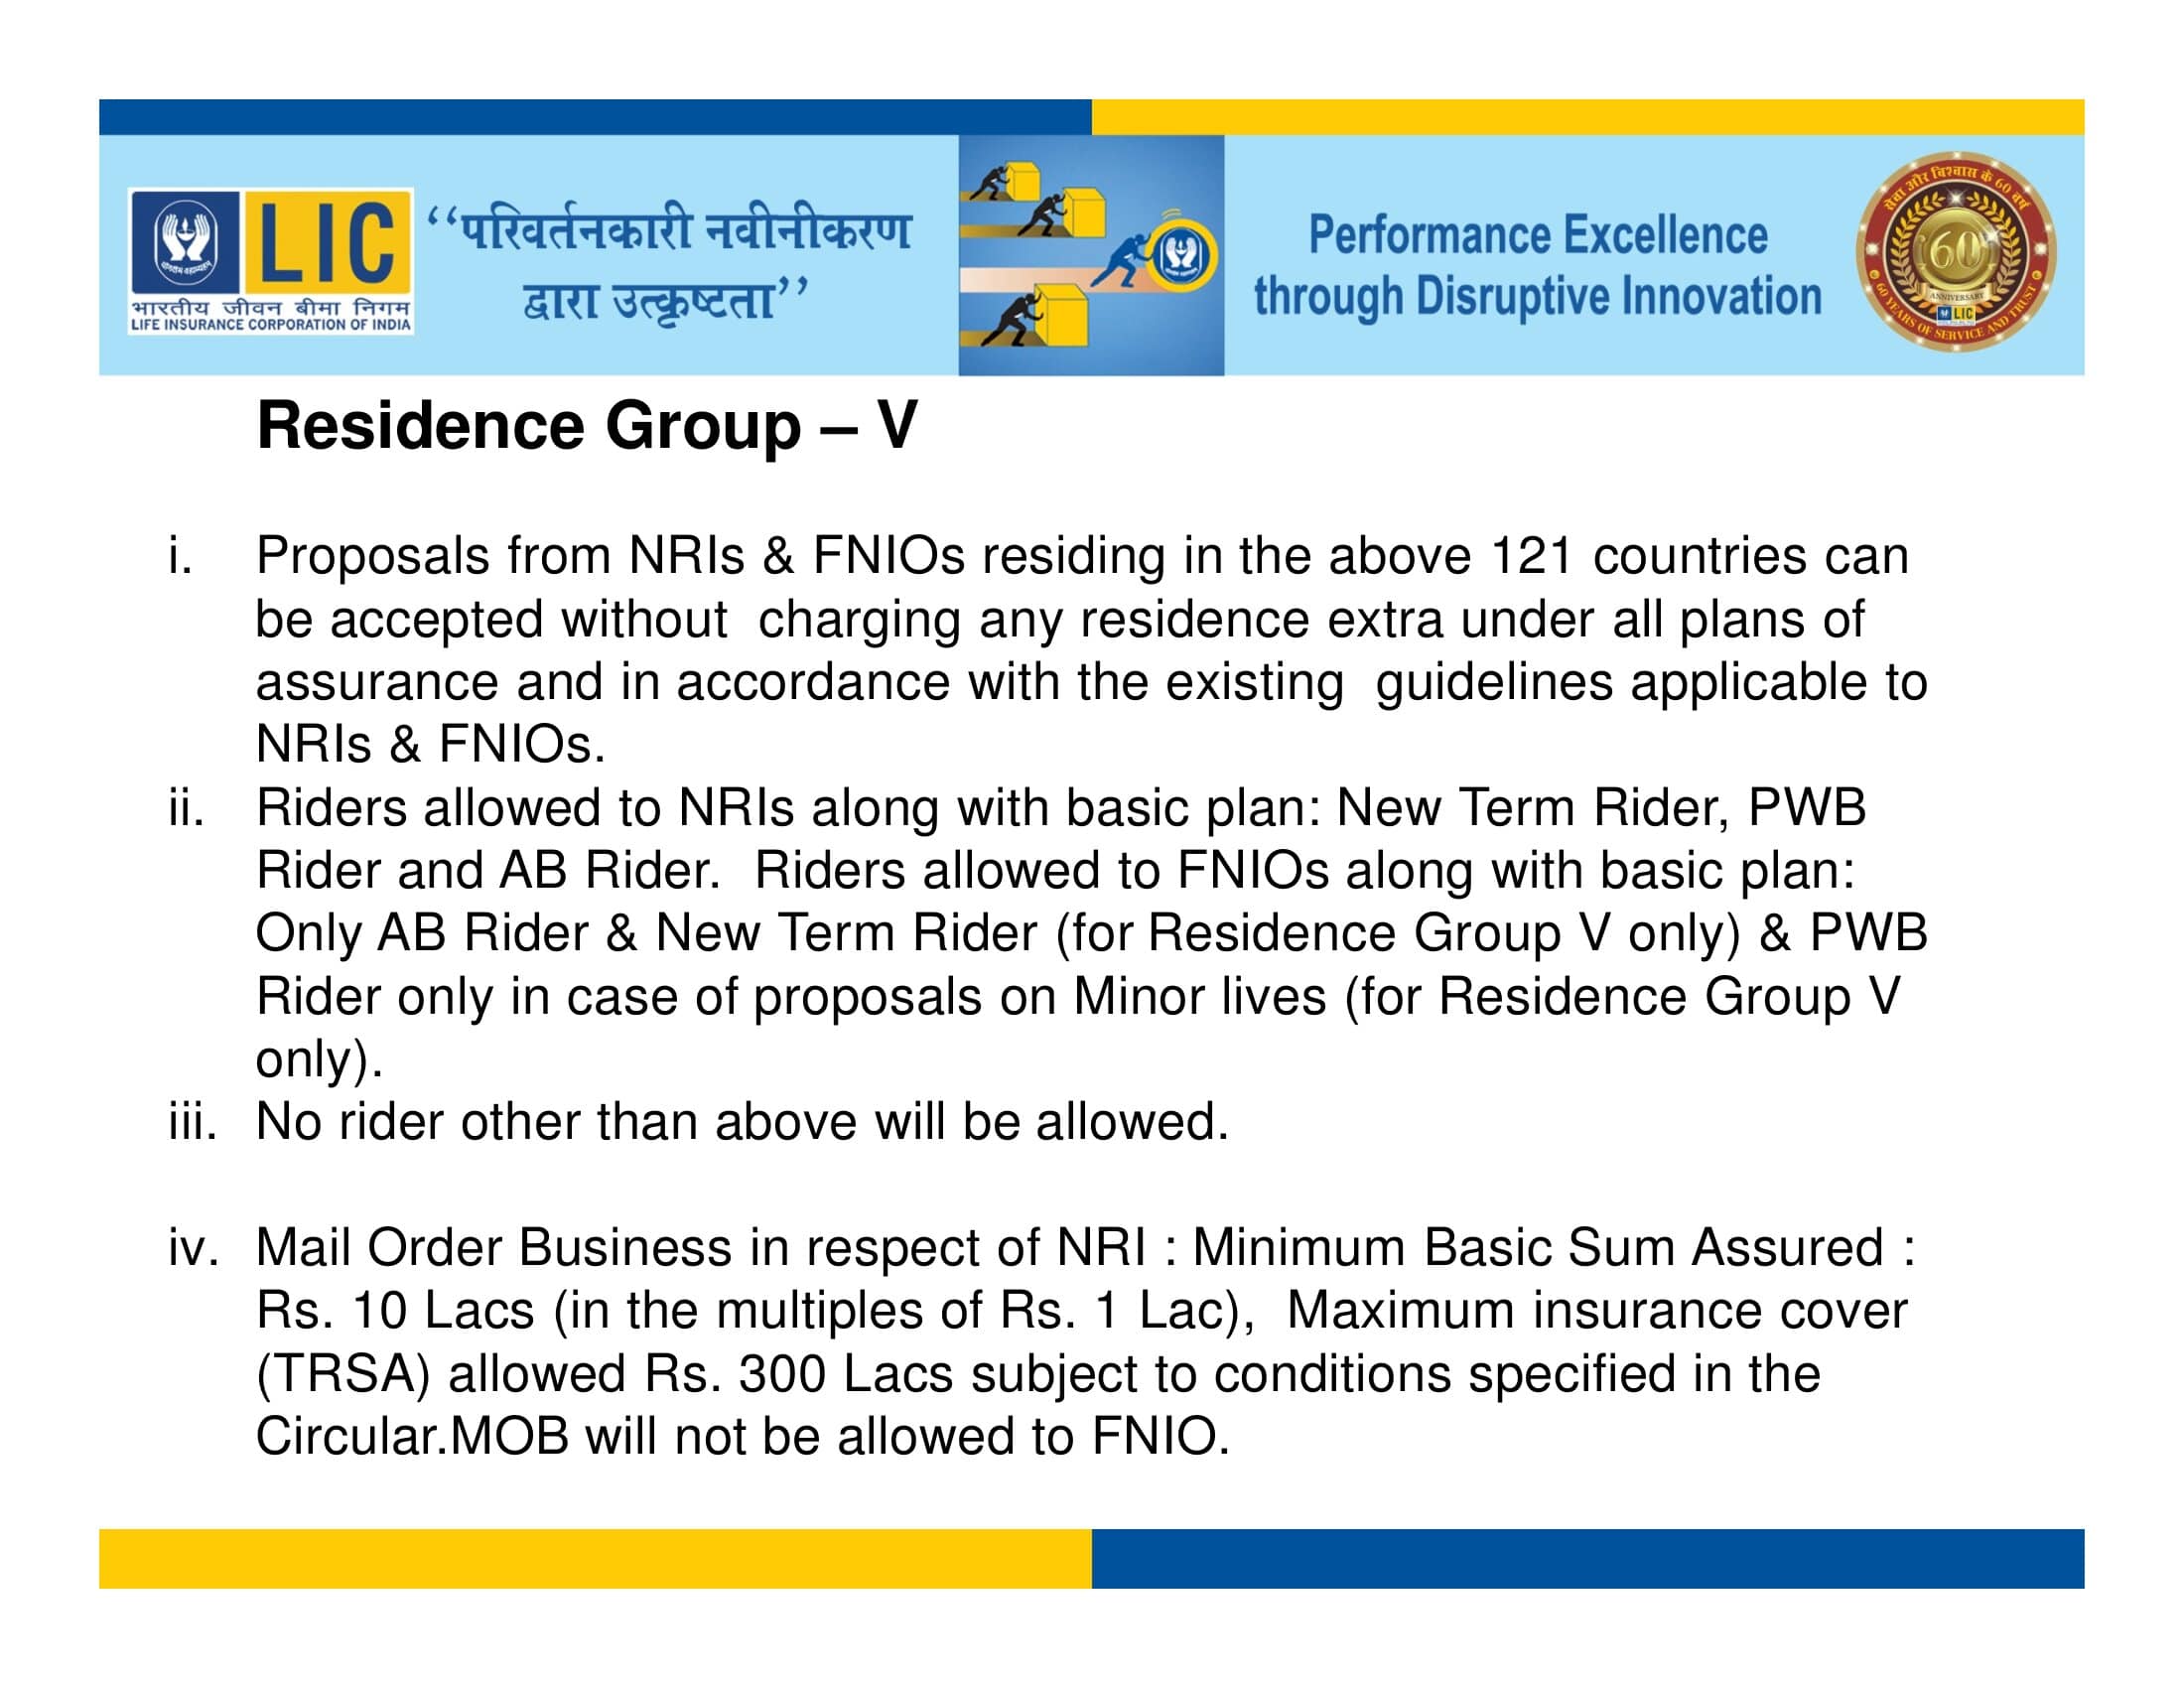 LIC
भारतीय जीवन बीमा निगम
LIFE INSURANCE CORPORATION OF INDIA
‘‘परिवर्तनकारी नवीनीकरण
द्वारा उत्कृष्टता’’
Performance Excellence
through Disruptive Innovation
सेवा और विश्वास के 60 वर्ष
60
ANNIVERSARY
LIC
60 YEARS OF SERVICE AND TRUST
Residence Group – V
i. Proposals from NRIs & FNIOs residing in the above 121 countries can
be accepted without charging any residence extra under all plans of
assurance and in accordance with the existing guidelines applicable to
NRIs & FNIOs.
ii. Riders allowed to NRIs along with basic plan: New Term Rider, PWB
Rider and AB Rider. Riders allowed to FNIOs along with basic plan:
Only AB Rider & New Term Rider (for Residence Group V only) & PWB
Rider only in case of proposals on Minor lives (for Residence Group V
only).
iii. No rider other than above will be allowed.
iv. Mail Order Business in respect of NRI : Minimum Basic Sum Assured :
Rs. 10 Lacs (in the multiples of Rs. 1 Lac), Maximum insurance cover
(TRSA) allowed Rs. 300 Lacs subject to conditions specified in the
Circular.MOB will not be allowed to FNIO.